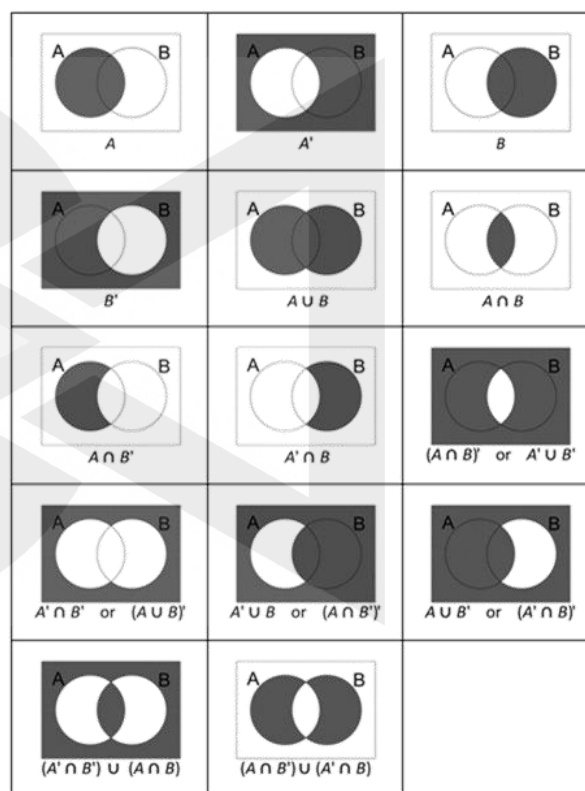 A B
A
A B
A'
A B
B
A B
B'
A B
A ∪ B
A B
A ∩ B
A B
A ∩ B'
A B
A' ∩ B
A B
(A ∩ B)' or A' ∪ B'
A B
A' ∩ B' or (A ∪ B)'
A B
A' ∪ B or (A ∩ B')'
A B
A ∪ B' or (A' ∩ B)'
A B
(A' ∩ B') ∪ (A ∩ B)
A B
(A ∩ B') ∪ (A' ∩ B)